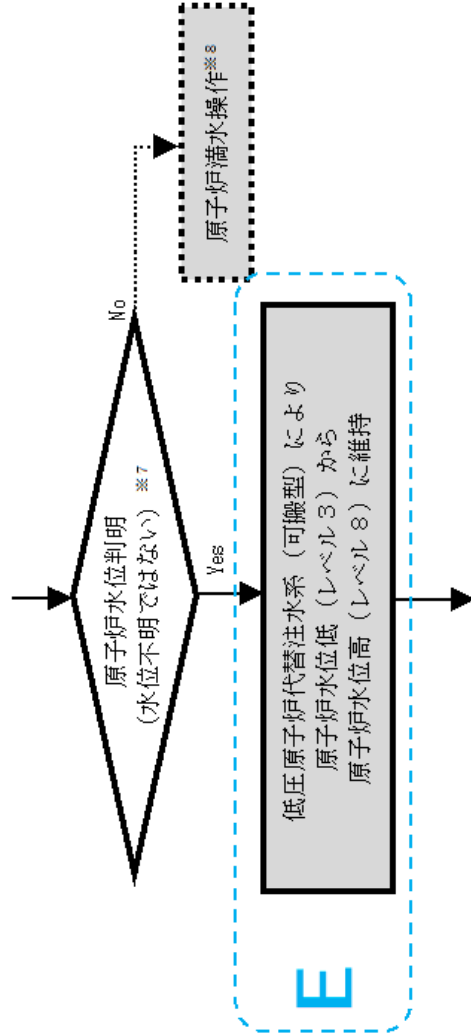 原子炉水位判明
(水位不明ではない) ※7
No
原子炉満水操作※8
Yes
E
低圧原子炉代替注水系(可搬型)により
原子炉水位低(レベル3)から
原子炉水位高(レベル8)に維持